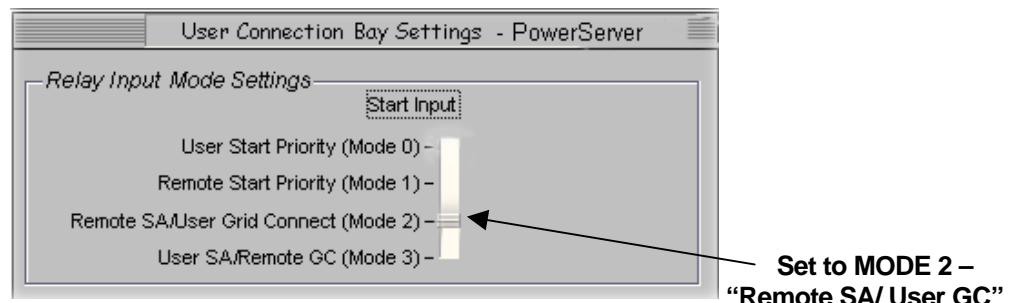 User Connection Bay Settings - PowerServer
Relay Input Mode Settings
Start Input
User Start Priority (Mode 0)
Remote Start Priority (Mode 1)
Remote SA/User Grid Connect (Mode 2)
User SA/Remote GC (Mode 3)
Set to MODE 2 –
“Remote SA/ User GC”